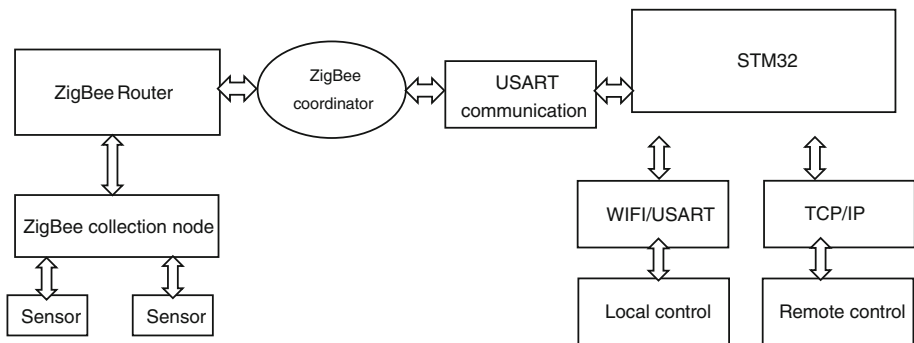 ZigBee Router
ZigBee
coordinator
USART
communication
STM32
ZigBee collection node
WIFI/USART
TCP/IP
Sensor
Sensor
Local control
Remote control